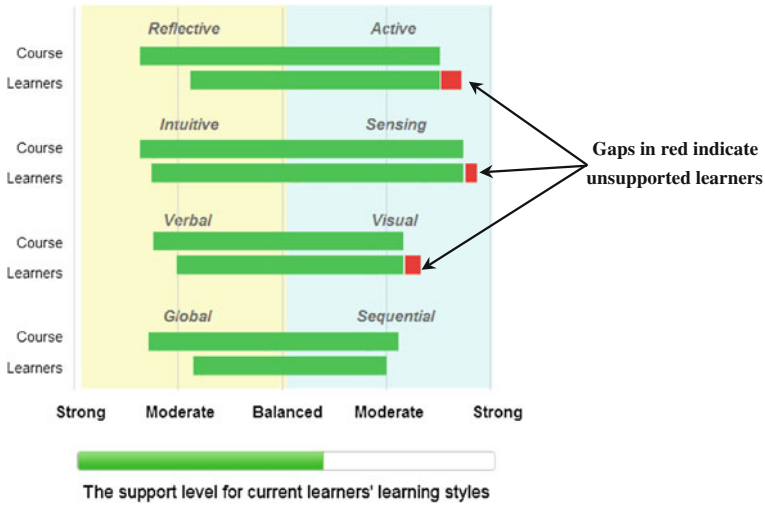 Reflective Active
Course
Learners
Intuitive Sensing
Course
Learners
Gaps in red indicate
unsupported learners
Verbal Visual
Course
Learners
Global Sequential
Course
Learners
Strong Moderate Balanced Moderate Strong
The support level for current learners' learning styles